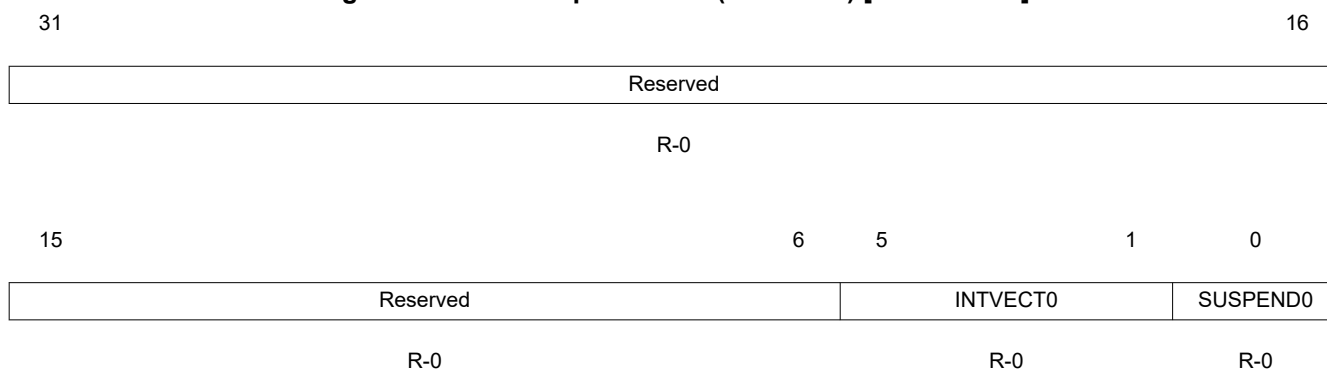 31 16
Reserved
R-0
15 6 5 1 0
Reserved INTVECT0 SUSPEND0
R-0 R-0 R-0